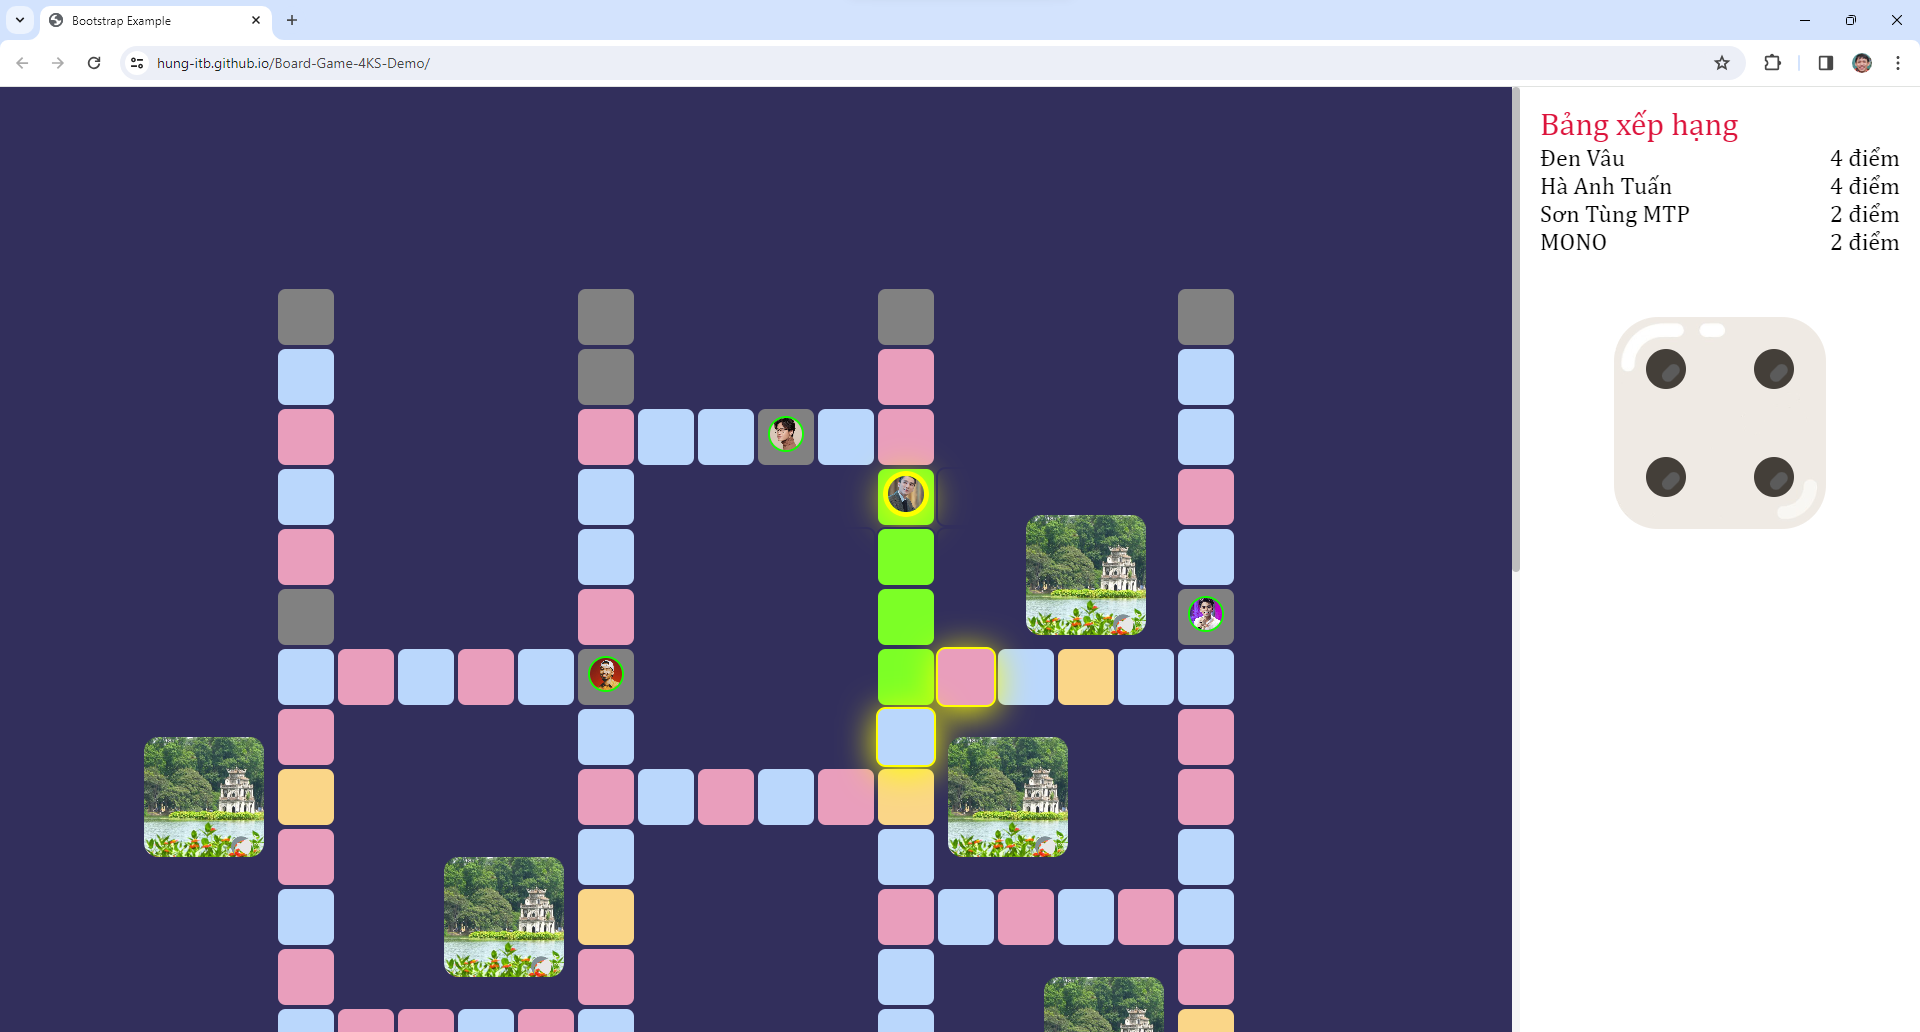 Bootstrap Example
hung-itb.github.io/Board-Game-4KS-Demo/
Bảng xếp hạng
Đen Vâu 4 điểm
Hà Anh Tuấn 4 điểm
Sơn Tùng MTP 2 điểm
MONO 2 điểm